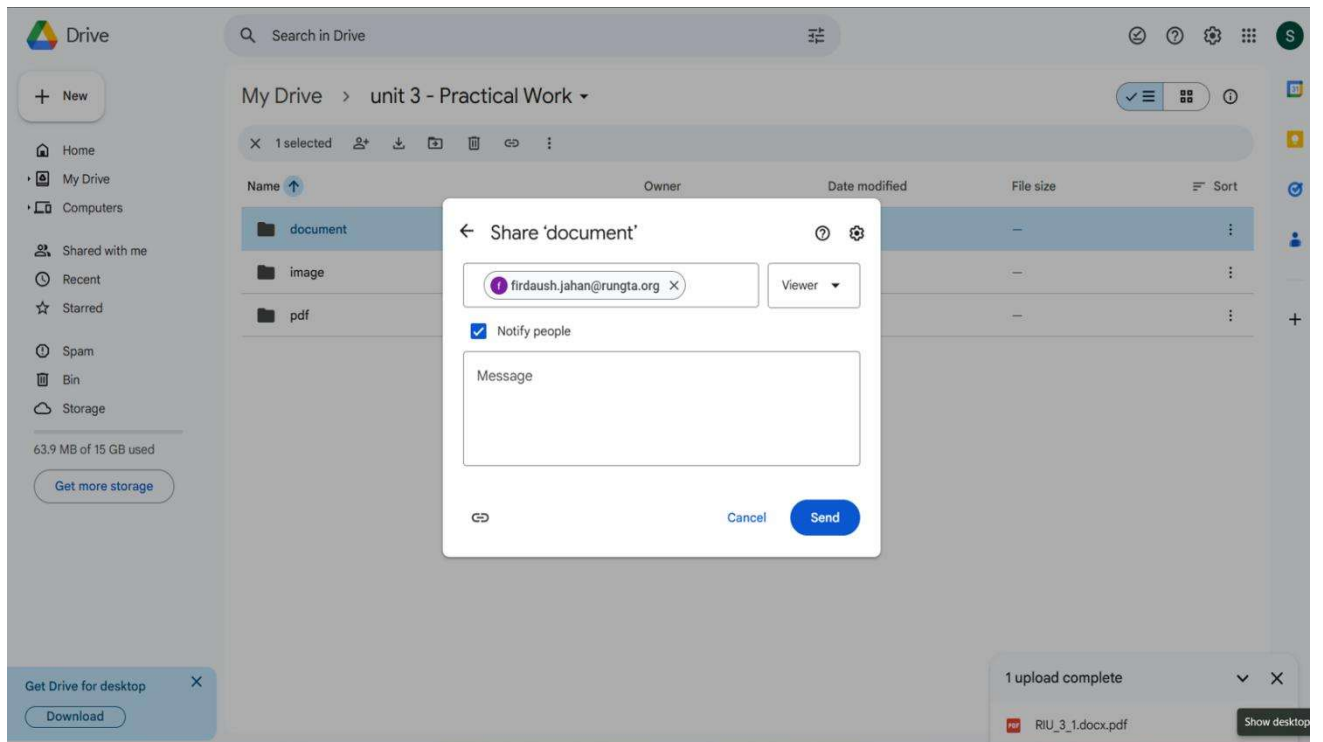 Drive
Search in Drive
S
New
My Drive > unit 3 - Practical Work
1 selected
Home
My Drive
Computers
Shared with me
Recent
Starred
Spam
Bin
Storage
63.9 MB of 15 GB used
Get more storage
Name
Owner
Date modified
File size
Sort
document
image
pdf
Share 'document'
f firdaush.jahan@rungta.org
Viewer
Notify people
Message
Cancel
Send
Get Drive for desktop
Download
1 upload complete
PDF RIU_3_1.docx.pdf
Show desktop